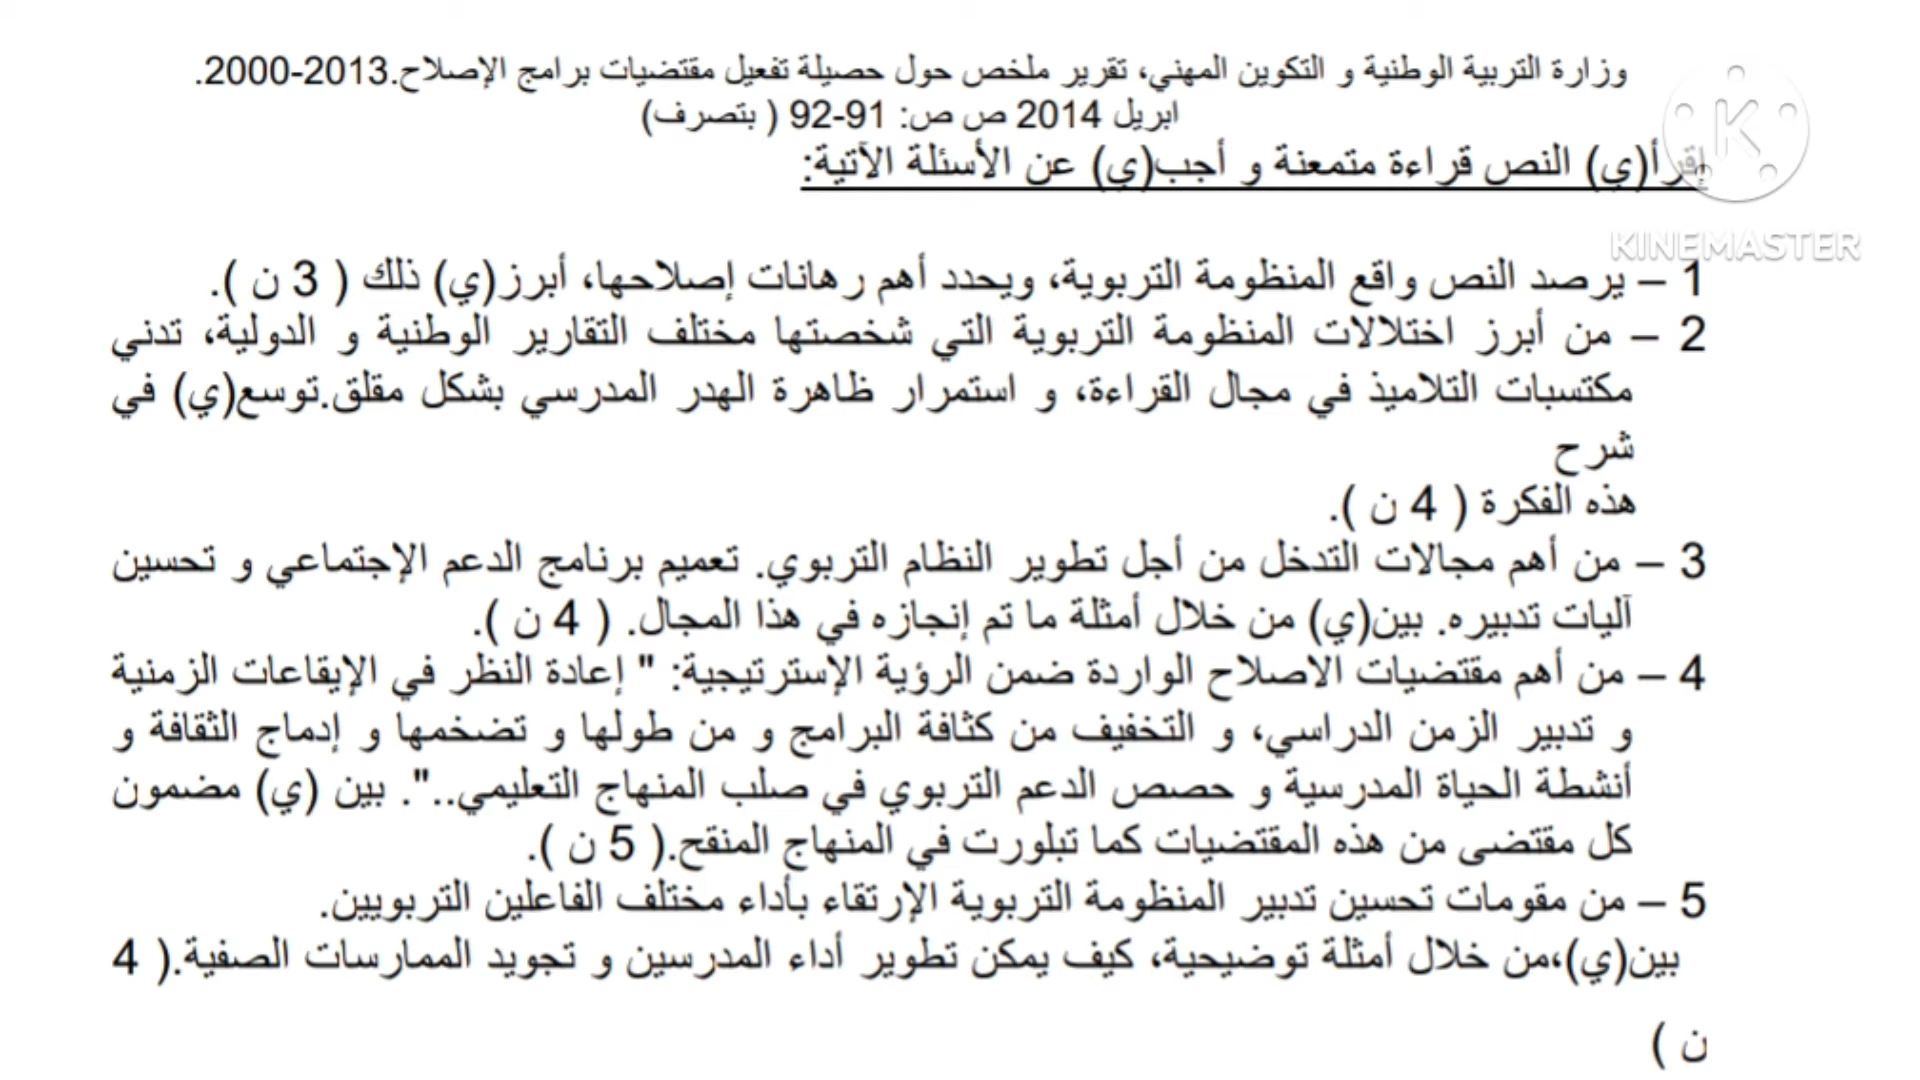 وزارة التربية الوطنية و التكوين المهني، تقرير ملخص حول حصيلة تفعيل مقتضيات برامج الإصلاح.2013-2000.
ابريل 2014 ص ص: 91-92 ( بتصرف)
إقرأ(ي) النص قراءة متمعنة و أجب(ي) عن الأسئلة الآتية:
KINEMASTER
1 – يرصد النص واقع المنظومة التربوية، ويحدد أهم رهانات إصلاحها، أبرز(ي) ذلك ( 3 ن ).
2 – من أبرز اختلالات المنظومة التربوية التي شخصتها مختلف التقارير الوطنية و الدولية، تدني
مكتسبات التلاميذ في مجال القراءة، و استمرار ظاهرة الهدر المدرسي بشكل مقلق.توسع(ي) في
شرح
هذه الفكرة ( 4 ن ).
3 – من أهم مجالات التدخل من أجل تطوير النظام التربوي. تعميم برنامج الدعم الإجتماعي و تحسين
آليات تدبيره. بين(ي) من خلال أمثلة ما تم إنجازه في هذا المجال. ( 4 ن ).
4 – من أهم مقتضيات الاصلاح الواردة ضمن الرؤية الإسترتيجية: " إعادة النظر في الإيقاعات الزمنية
و تدبير الزمن الدراسي، و التخفيف من كثافة البرامج و من طولها و تضخمها و إدماج الثقافة و
أنشطة الحياة المدرسية و حصص الدعم التربوي في صلب المنهاج التعليمي..". بين (ي) مضمون
كل مقتضى من هذه المقتضيات كما تبلورت في المنهاج المنقح.( 5 ن ).
5 – من مقومات تحسين تدبير المنظومة التربوية الإرتقاء بأداء مختلف الفاعلين التربويين.
بين(ي)،من خلال أمثلة توضيحية، كيف يمكن تطوير أداء المدرسين و تجويد الممارسات الصفية.( 4
ن )